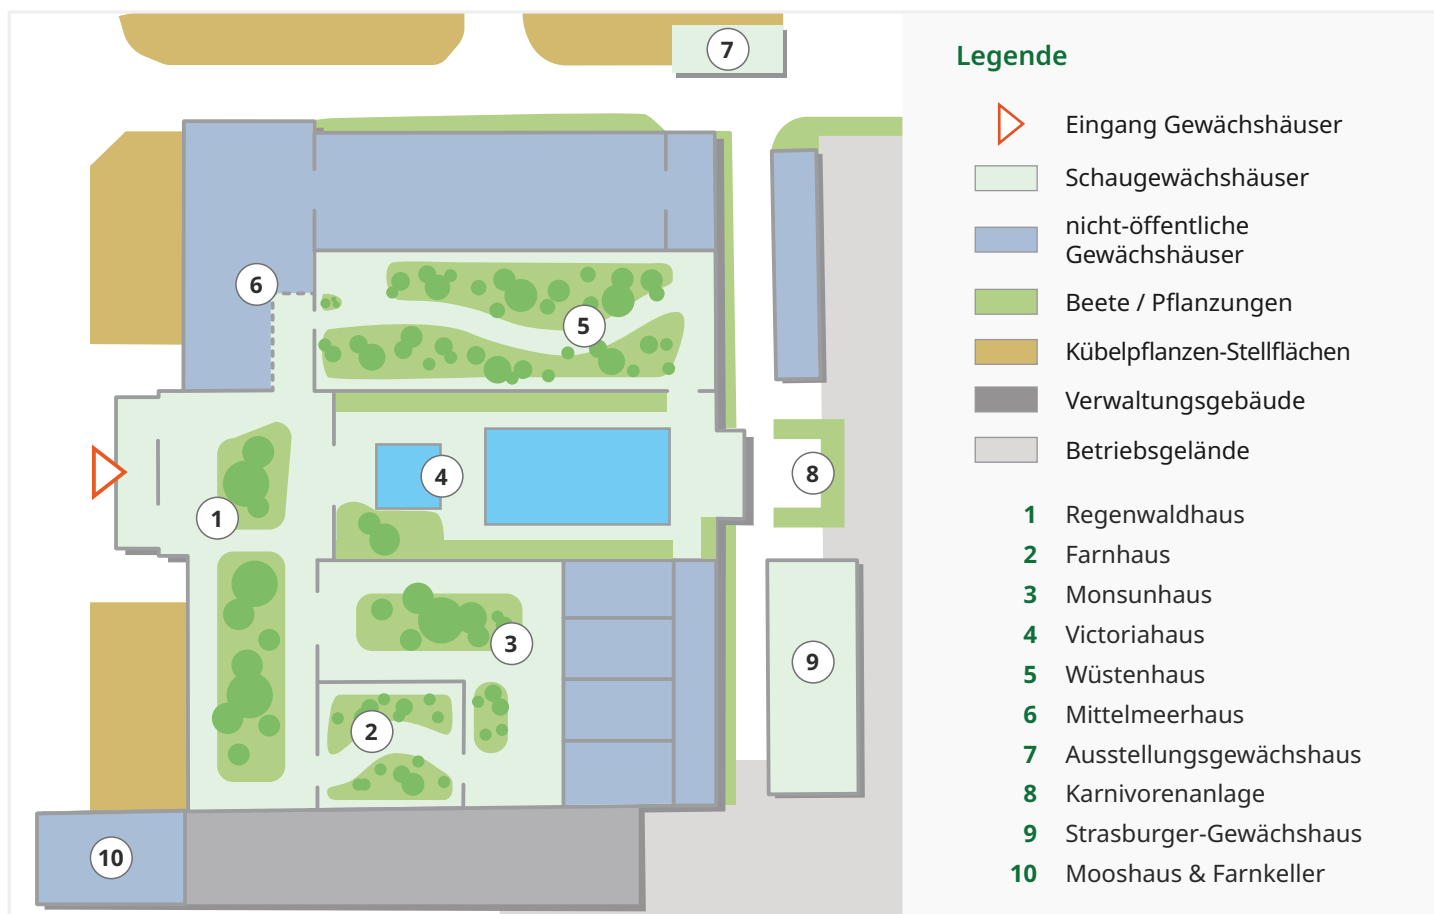 7
6
5
4
8
1
3
2
9
10
Legende
Eingang Gewächshäuser
Schaugewächshäuser
nicht-öffentliche
Gewächshäuser
Beete / Pflanzungen
Kübelpflanzen-Stellflächen
Verwaltungsgebäude
Betriebsgelände
1 Regenwaldhaus
2 Farnhaus
3 Monsunhaus
4 Victoriahaus
5 Wüstenhaus
6 Mittelmeerhaus
7 Ausstellungsgewächshaus
8 Karnivorenanlage
9 Strasburger-Gewächshaus
10 Mooshaus & Farnkeller